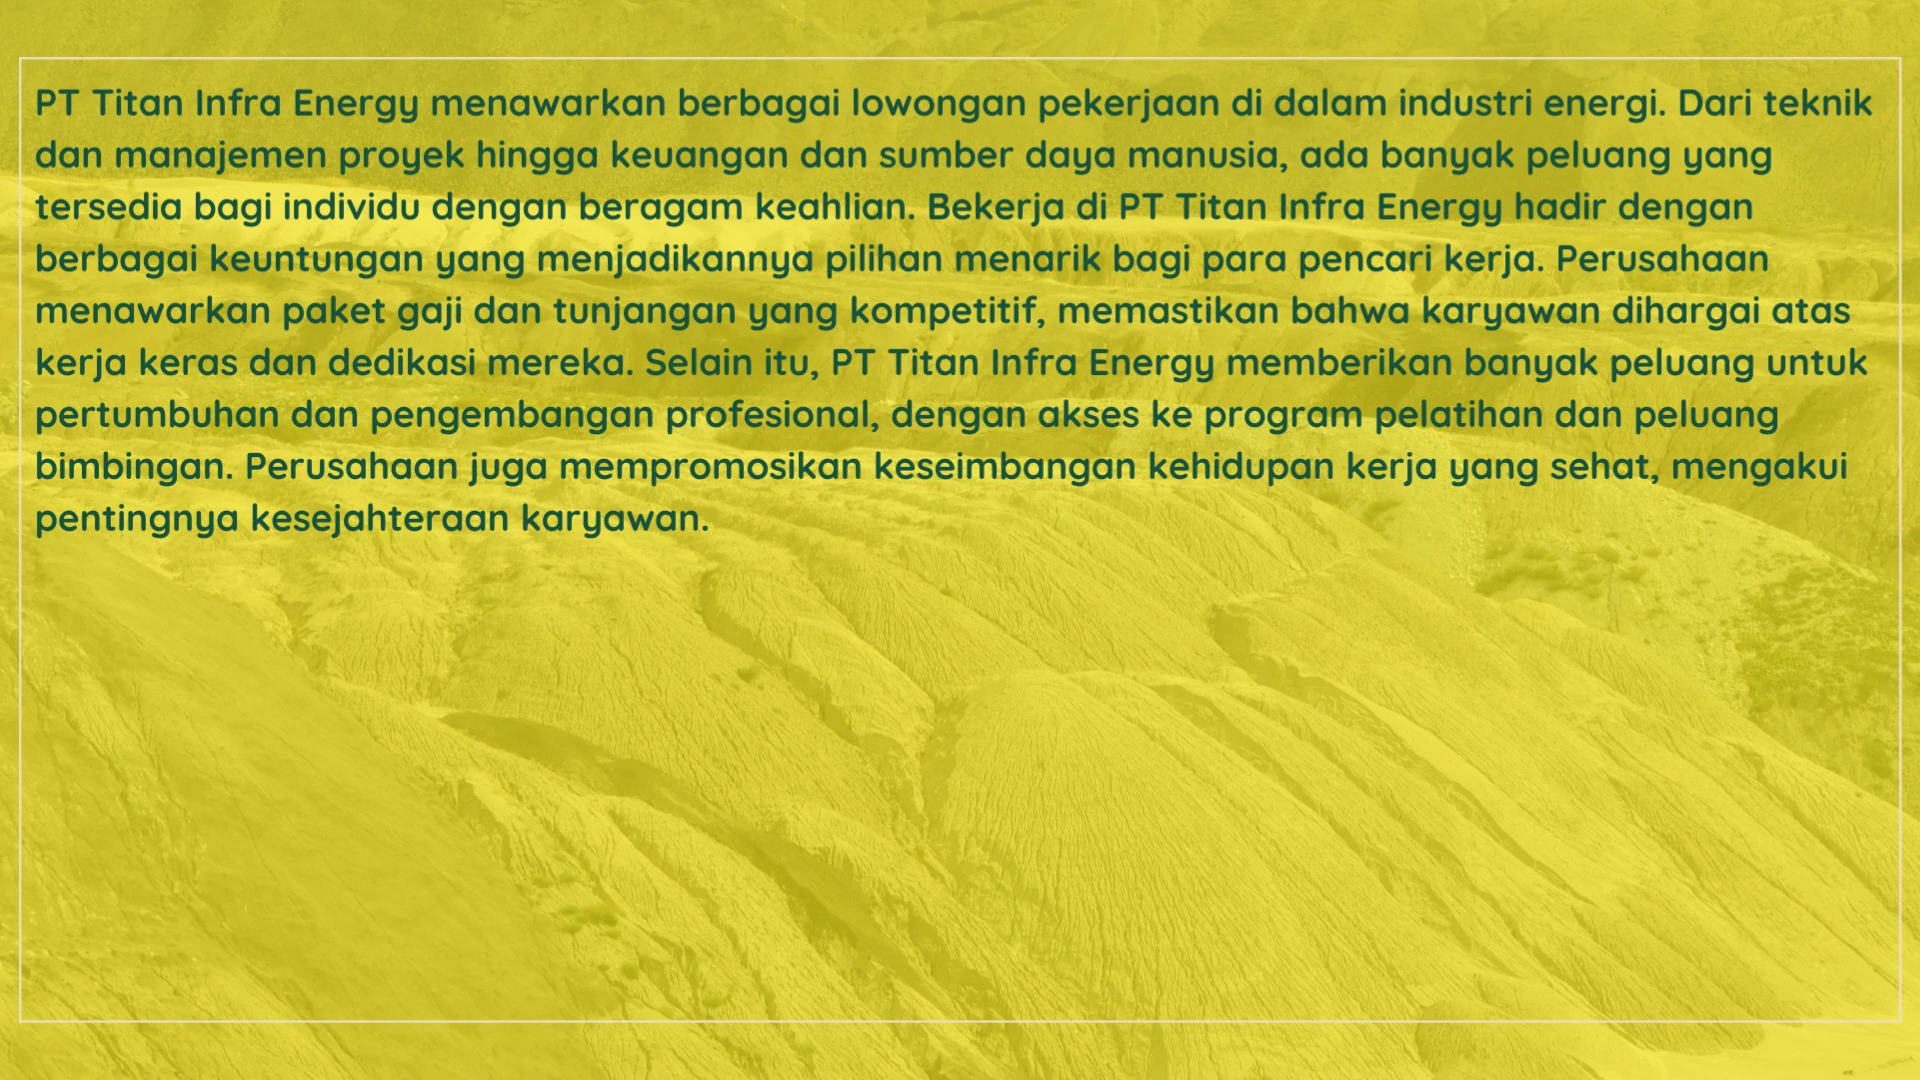 PT Titan Infra Energy menawarkan berbagai lowongan pekerjaan di dalam industri energi. Dari teknik
dan manajemen proyek hingga keuangan dan sumber daya manusia, ada banyak peluang yang
tersedia bagi individu dengan beragam keahlian. Bekerja di PT Titan Infra Energy hadir dengan
berbagai keuntungan yang menjadikannya pilihan menarik bagi para pencari kerja. Perusahaan
menawarkan paket gaji dan tunjangan yang kompetitif, memastikan bahwa karyawan dihargai atas
kerja keras dan dedikasi mereka. Selain itu, PT Titan Infra Energy memberikan banyak peluang untuk
pertumbuhan dan pengembangan profesional, dengan akses ke program pelatihan dan peluang
bimbingan. Perusahaan juga mempromosikan keseimbangan kehidupan kerja yang sehat, mengakui
pentingnya kesejahteraan karyawan.